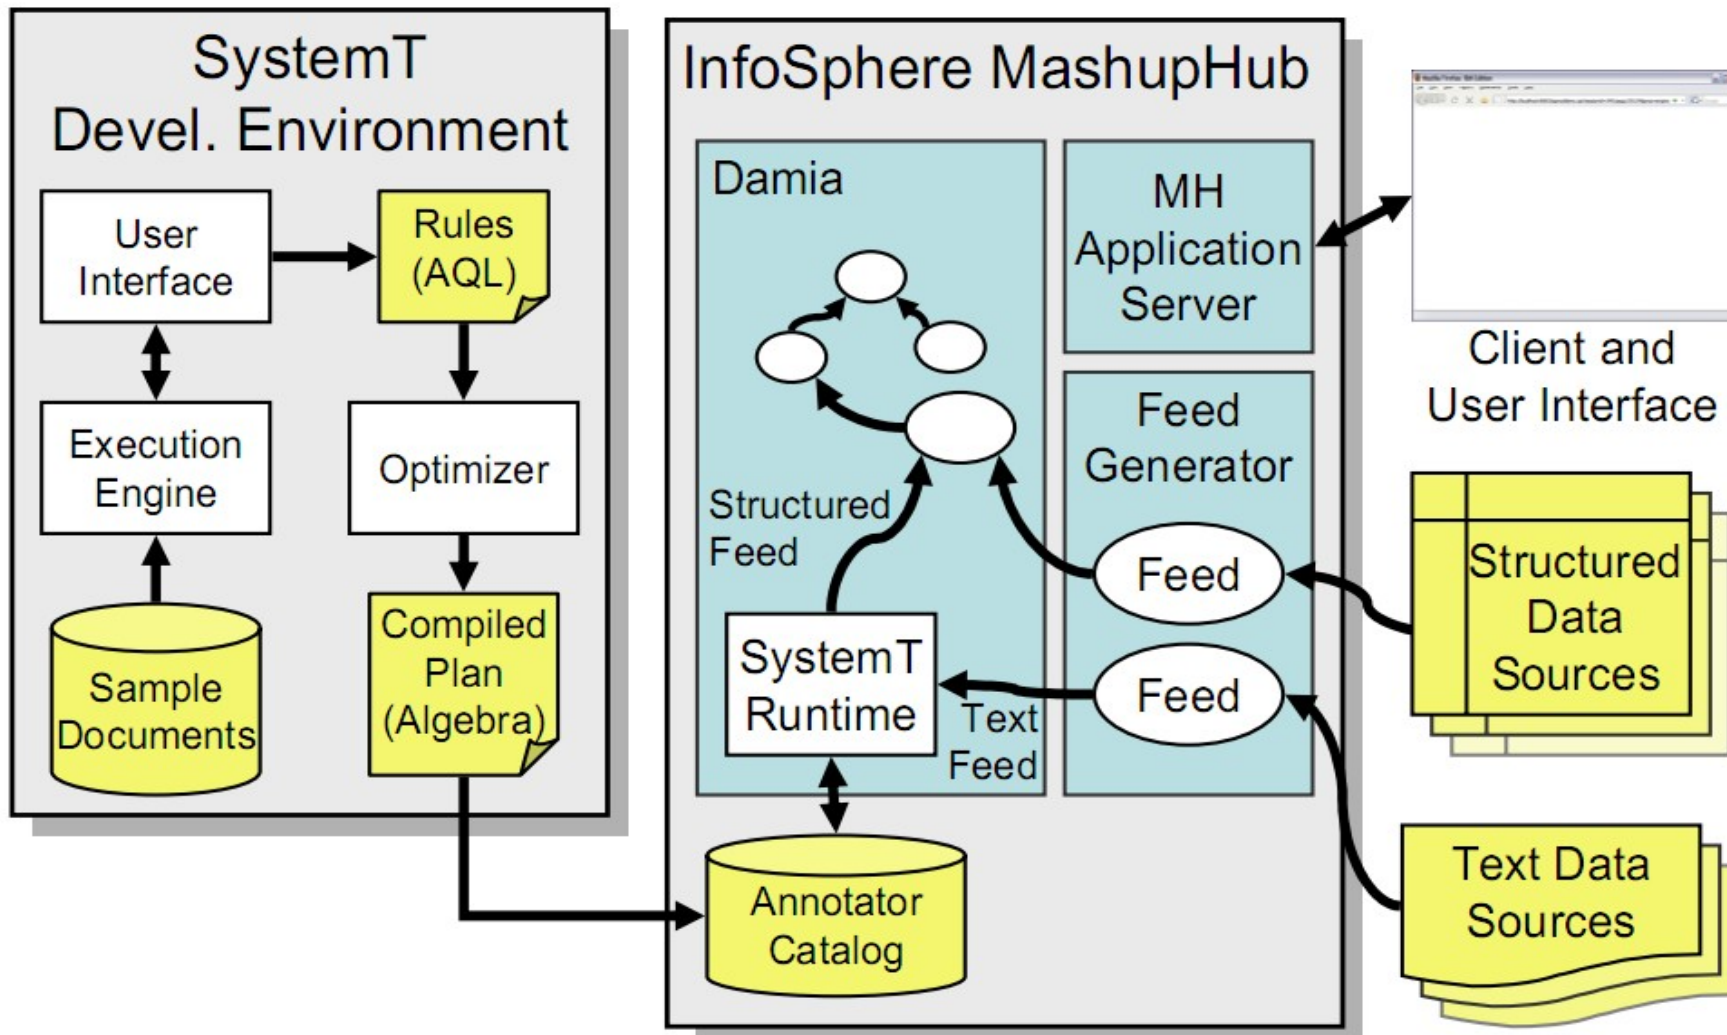 SystemT
Devel. Environment
User
Interface
Rules
(AQL)
Execution
Engine
Optimizer
Sample
Documents
Compiled
Plan
(Algebra)
InfoSphere MashupHub
Damia
Structured
Feed
SystemT
Runtime
Text
Feed
MH
Application
Server
Feed
Generator
Feed
Feed
Annotator
Catalog
Client and
User Interface
Structured
Data
Sources
Text Data
Sources